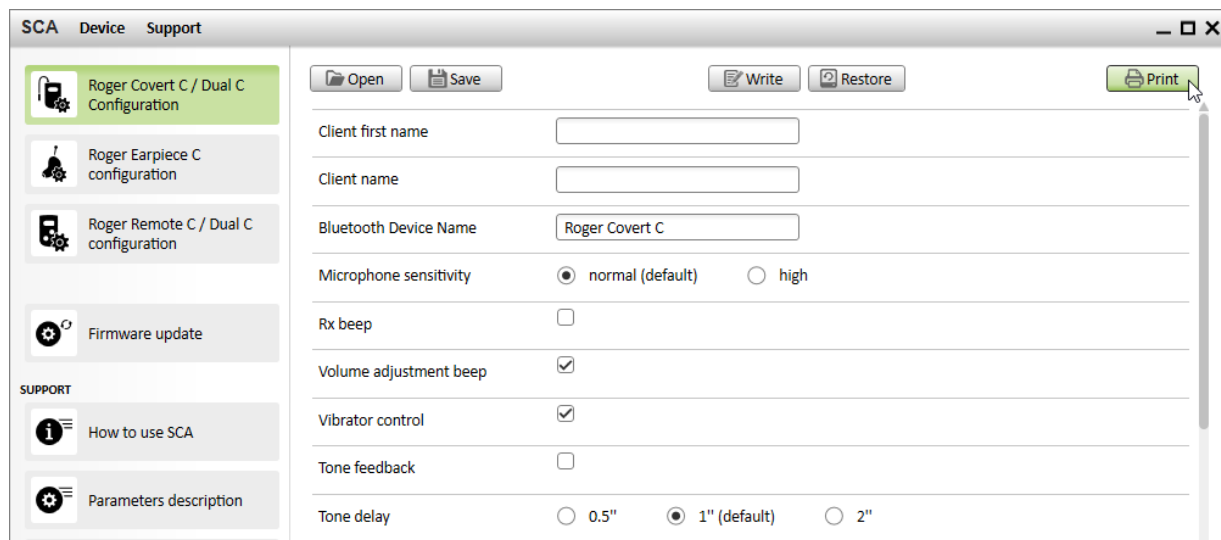 SCA Device Support
Roger Covert C / Dual C
Configuration
Roger Earpiece C
configuration
Roger Remote C / Dual C
configuration
Firmware update
SUPPORT
How to use SCA
Parameters description
Open Save Write Restore Print
Client first name
Client name
Bluetooth Device Name Roger Covert C
Microphone sensitivity normal (default) high
Rx beep
Volume adjustment beep
Vibrator control
Tone feedback
Tone delay 0.5" 1" (default) 2"